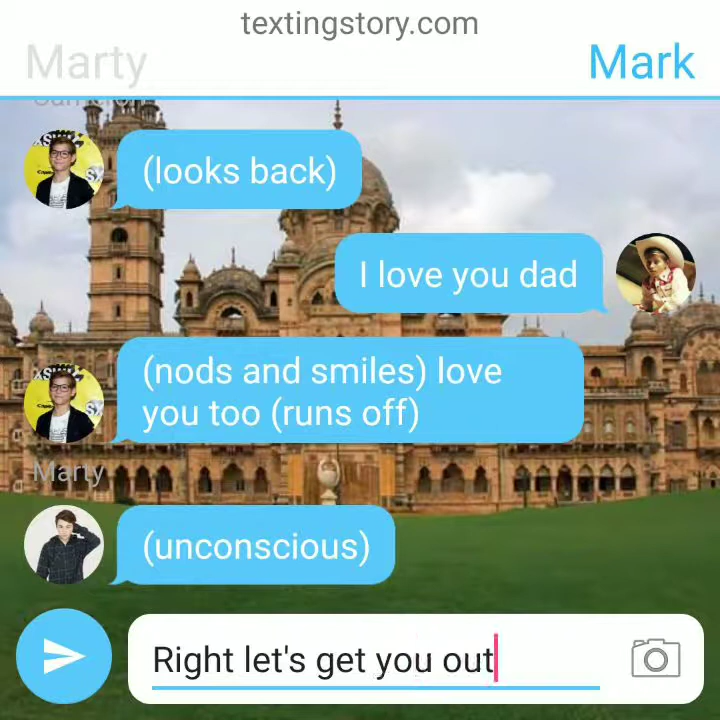 textingstory.com
Marty
Mark
(looks back)
I love you dad
(nods and smiles) love
you too (runs off)
Marty
(unconscious)
Right let's get you out